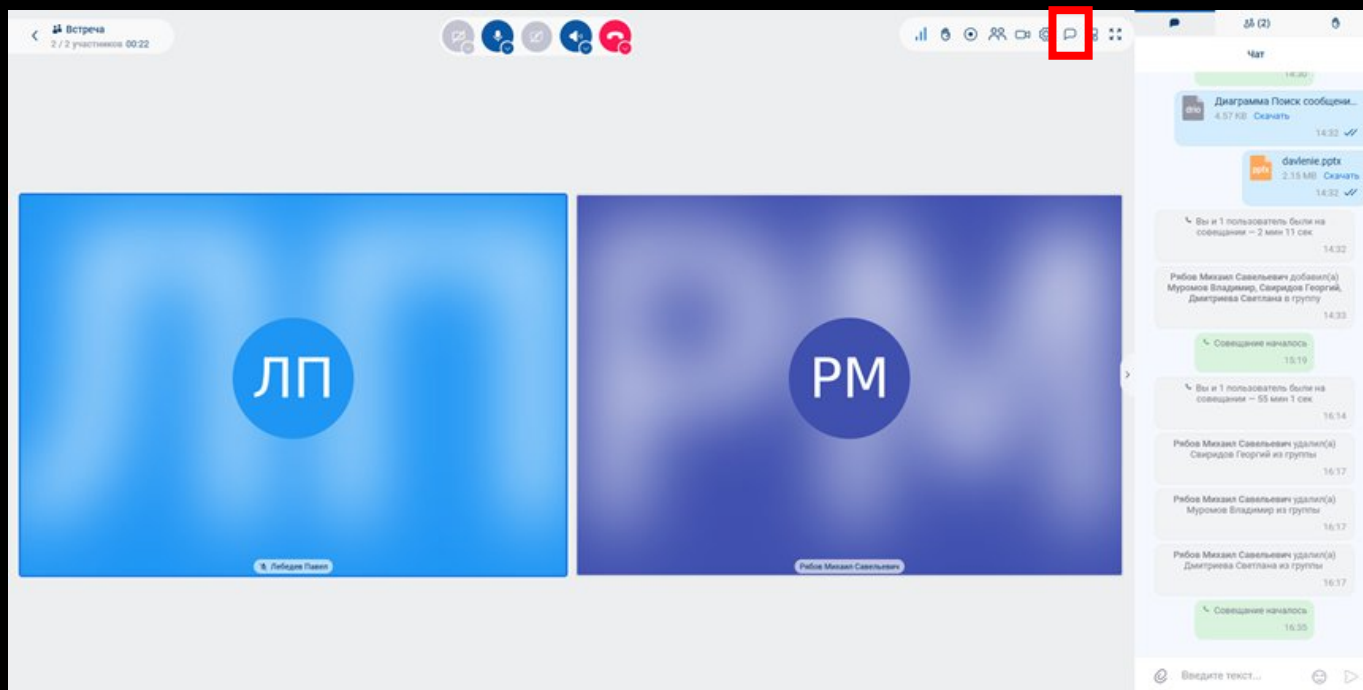 Встреча
2 / 2 участников 00:22
(2)
Чат
14:30
Диаграмма Поиск сообщени...
drio
4.57 KB Скачать
14:32
davlenie.pptx
pptx
2.15 MB Скачать
14:32
Вы и 1 пользователь были на
совещании — 2 мин 11 сек
14:32
Рябов Михаил Савельевич добавил(а)
Муромов Владимир, Свиридов Георгий,
Дмитриева Светлана в группу
14:33
Совещание началось
15:19
Вы и 1 пользователь были на
совещании — 55 мин 1 сек
16:14
Рябов Михаил Савельевич удалил(а)
Свиридов Георгий из группы
16:17
Рябов Михаил Савельевич удалил(а)
Муромов Владимир из группы
16:17
Рябов Михаил Савельевич удалил(а)
Дмитриева Светлана из группы
16:17
Совещание началось
16:55
Введите текст...
ЛП
РМ
Лебедев Павел
Рябов Михаил Савельевич